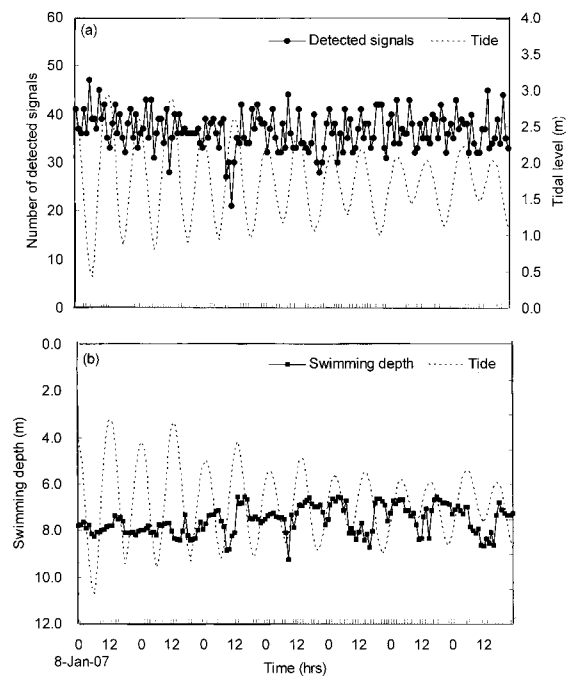 60
50
40
30
20
10
0
Number of detected signals
(a)
Detected signals
Tide
4.0
3.5
3.0
2.5
2.0
1.5
1.0
0.5
0.0
Tidal level (m)
0.0
2.0
4.0
6.0
8.0
10.0
12.0
Swimming depth (m)
(b)
Swimming depth
Tide
0 12 0 12 0 12 0 12 0 12 0 12 0 12
8-Jan-07
Time (hrs)